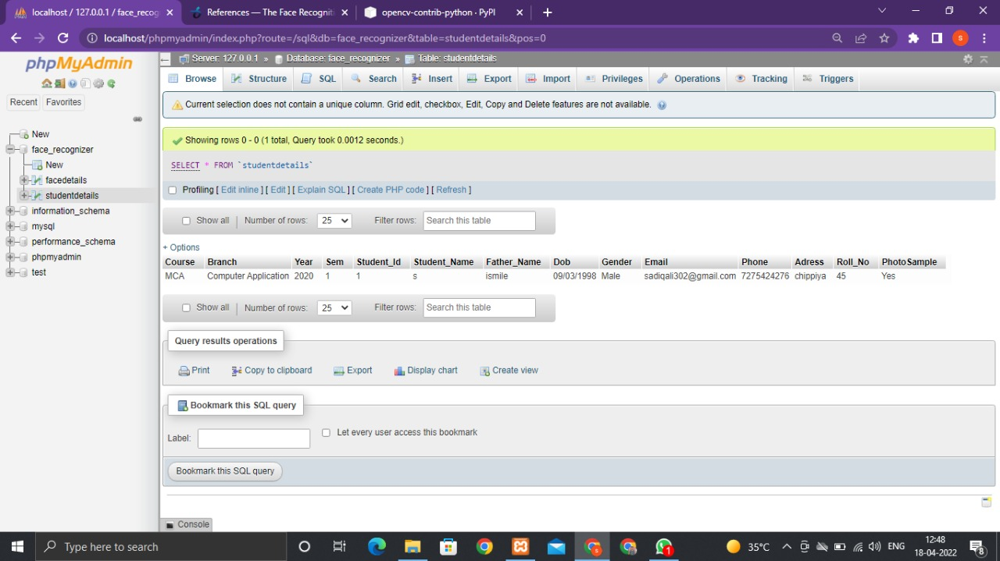 localhost / 127.0.0.1 / face_recog
References — The Face Recogniti
opencv-contrib-python · PyPI
localhost/phpmyadmin/index.php?route=/sql&db=face_recognizer&table=studentdetails&pos=0
S
phpMyAdmin
Server: 127.0.0.1 » Database: face_recognizer » Table: studentdetails
Browse Structure SQL Search Insert Export Import Privileges Operations Tracking Triggers
Recent Favorites
New
face_recognizer
New
facedetails
studentdetails
information_schema
mysql
performance_schema
phpmyadmin
test
Current selection does not contain a unique column. Grid edit, checkbox, Edit, Copy and Delete features are not available.
Showing rows 0 - 0 (1 total, Query took 0.0012 seconds.)
SELECT * FROM `studentdetails`
Profiling [ Edit inline ] [ Edit ] [ Explain SQL ] [ Create PHP code ] [ Refresh ]
Show all Number of rows: 25 Filter rows: Search this table
+ Options
Course Branch Year Sem Student_Id Student_Name Father_Name Dob Gender Email Phone Adress Roll_No PhotoSample
MCA Computer Application 2020 1 1 s ismile 09/03/1998 Male sadiqali302@gmail.com 7275424276 chippiya 45 Yes
Show all Number of rows: 25 Filter rows: Search this table
Query results operations
Print Copy to clipboard Export Display chart Create view
Bookmark this SQL query
Label: Let every user access this bookmark
Bookmark this SQL query
Console
Type here to search
35°C ENG
12:48
18-04-2022
8
1